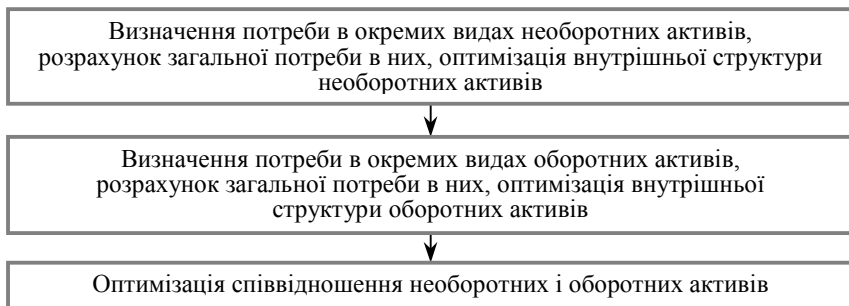 Визначення потреби в окремих видах необоротних активів,
розрахунок загальної потреби в них, оптимізація внутрішньої структури
необоротних активів
Визначення потреби в окремих видах оборотних активів,
розрахунок загальної потреби в них, оптимізація внутрішньої
структури оборотних активів
Оптимізація співвідношення необоротних і оборотних активів